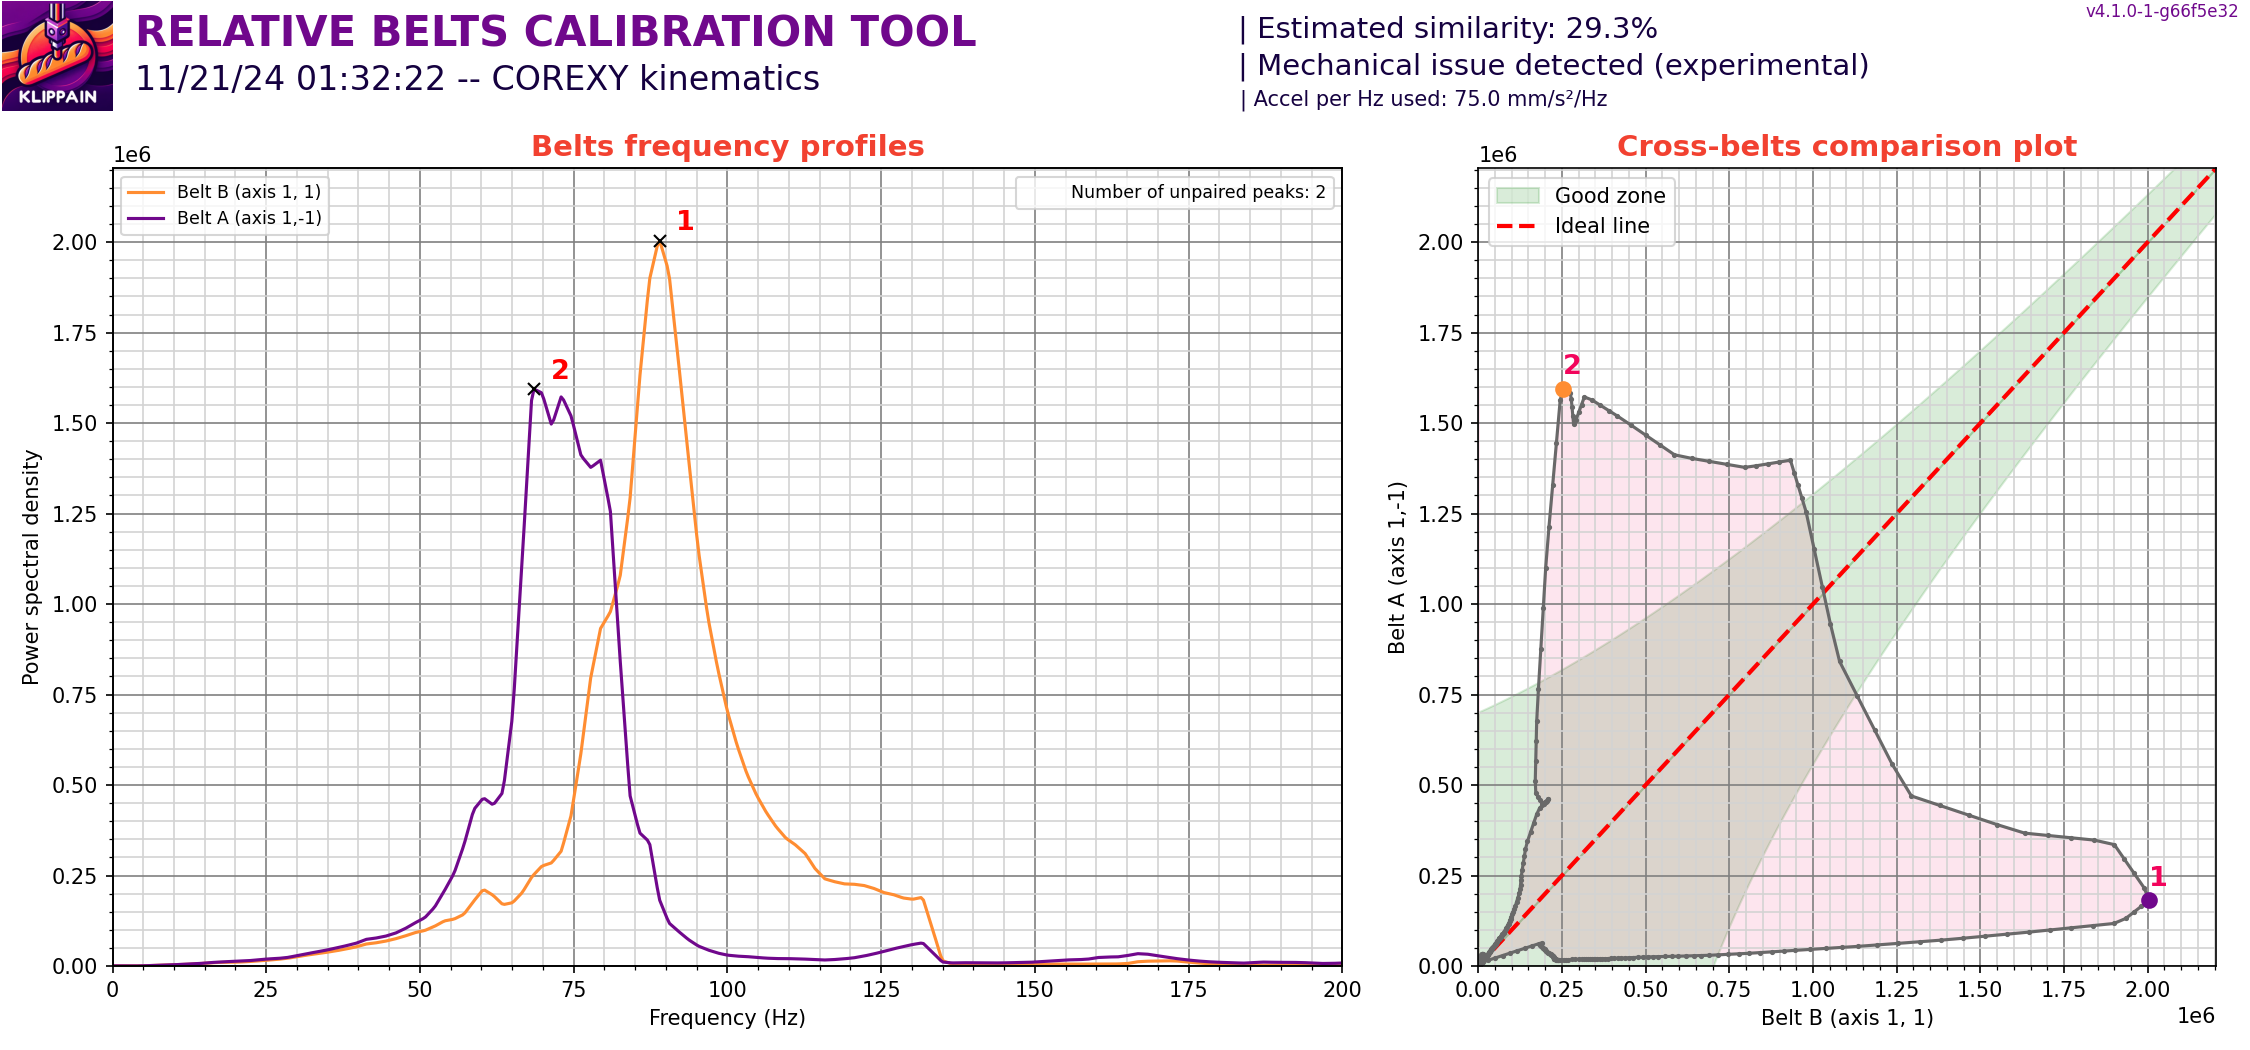 KLIPPAIN
RELATIVE BELTS CALIBRATION TOOL
11/21/24 01:32:22 -- COREXY kinematics
| Estimated similarity: 29.3%
| Mechanical issue detected (experimental)
| Accel per Hz used: 75.0 mm/s²/Hz
v4.1.0-1-g66f5e32
Belts frequency profiles
1e6
Belt B (axis 1, 1)
Belt A (axis 1,-1)
Number of unpaired peaks: 2
1
2
2.00
1.75
1.50
1.25
1.00
0.75
0.50
0.25
0.00
Power spectral density
0 25 50 75 100 125 150 175 200
Frequency (Hz)
Cross-belts comparison plot
1e6
Good zone
Ideal line
2
1
2.00
1.75
1.50
1.25
1.00
0.75
0.50
0.25
0.00
Belt A (axis 1,-1)
0.00 0.25 0.50 0.75 1.00 1.25 1.50 1.75 2.00
Belt B (axis 1, 1)
1e6